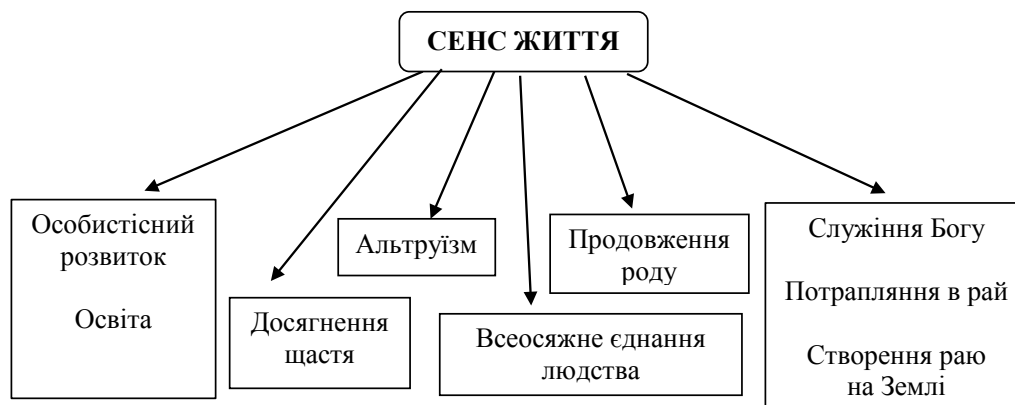 СЕНС ЖИТТЯ
Особистісний
розвиток
Освіта
Досягнення
щастя
Альтруїзм
Всеосяжне єднання
людства
Продовження
роду
Служіння Богу
Потрапляння в рай
Створення раю
на Землі